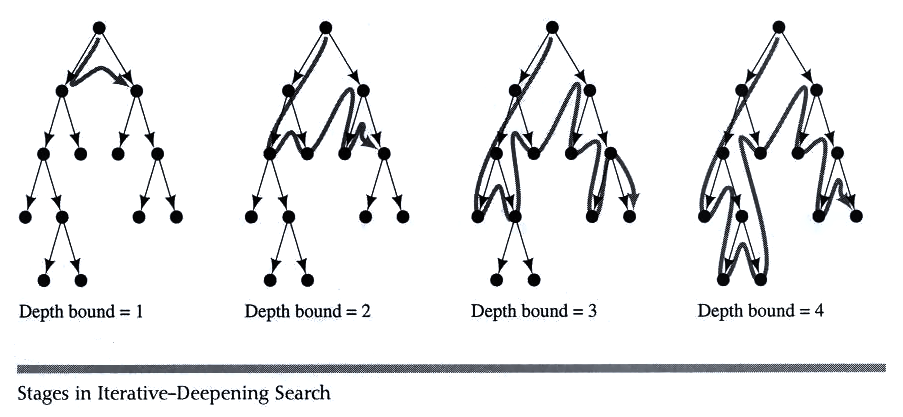 Depth bound = 1
Depth bound = 2
Depth bound = 3
Depth bound = 4
Stages in Iterative-Deepening Search